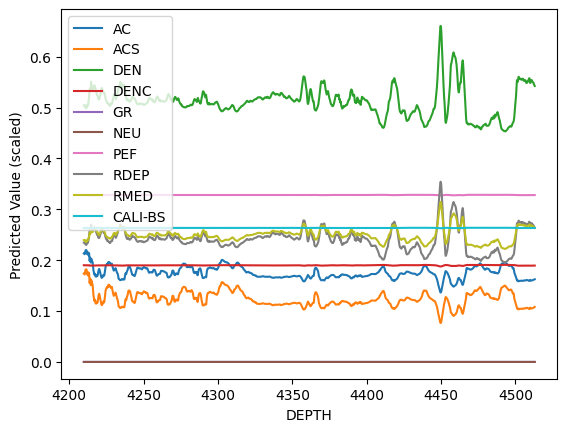 AC
ACS
DEN
DENC
GR
NEU
PEF
RDEP
RMED
CALI-BS
0.6
0.5
0.4
0.3
0.2
0.1
0.0
Predicted Value (scaled)
4200 4250 4300 4350 4400 4450 4500
DEPTH